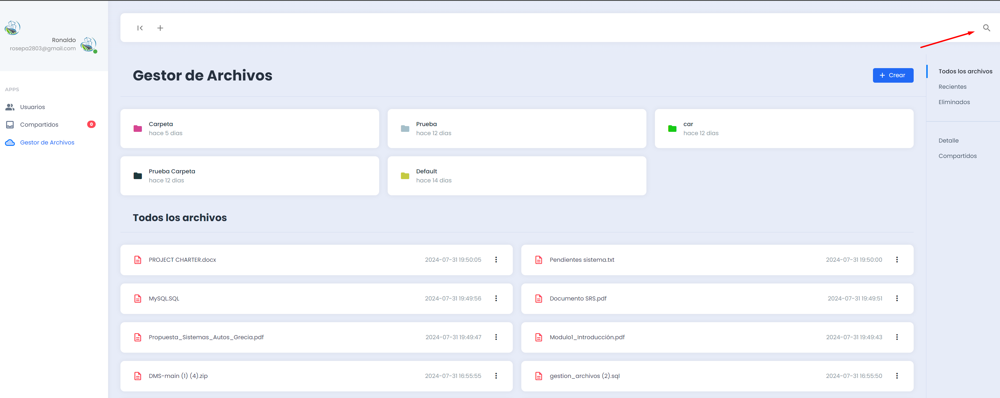 Ronaldo
rosepa2803@gmail.com
APPS
Usuarios
Compartidos 0
Gestor de Archivos
Gestor de Archivos
+ Crear
Carpeta
hace 5 dias
Prueba
hace 12 dias
car
hace 12 dias
Prueba Carpeta
hace 12 dias
Default
hace 14 dias
Todos los archivos
PROJECT CHARTER.docx 2024-07-31 19:50:05
Pendientes sistema.txt 2024-07-31 19:50:00
MySQL.SQL 2024-07-31 19:49:56
Documento SRS.pdf 2024-07-31 19:49:51
Propuesta_Sistemas_Autos_Grecia.pdf 2024-07-31 19:49:47
Modulo1_Introducción.pdf 2024-07-31 19:49:43
DMS-main (1) (4).zip 2024-07-31 16:55:55
gestion_archivos (2).sql 2024-07-31 16:55:50
Todos los archivos
Recientes
Eliminados
Detalle
Compartidos